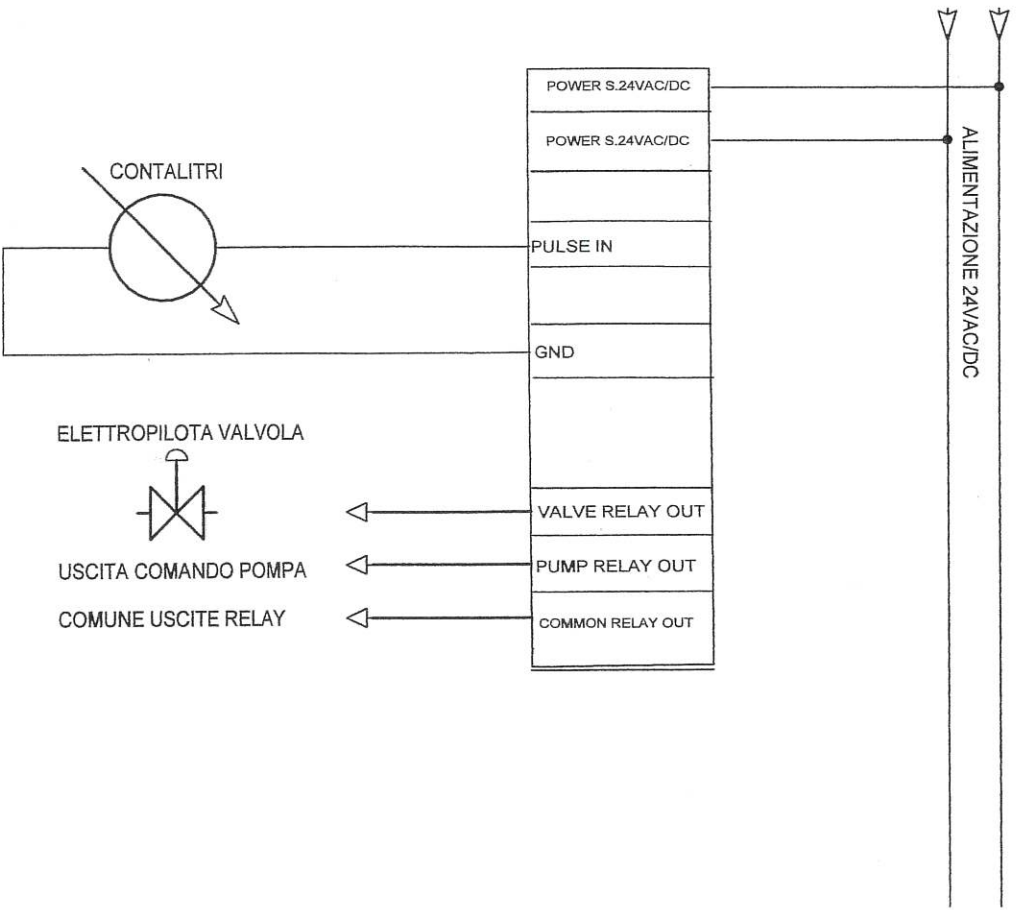 POWER S.24VAC/DC
POWER S.24VAC/DC
ALIMENTAZIONE 24VAC/DC
CONTALITRI
PULSE IN
GND
ELETTROPILOTA VALVOLA
VALVE RELAY OUT
USCITA COMANDO POMPA
PUMP RELAY OUT
COMUNE USCITE RELAY
COMMON RELAY OUT